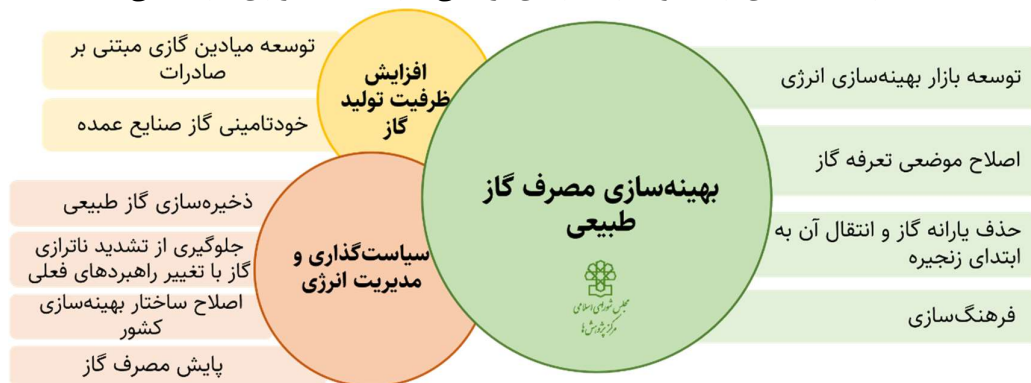 توسعه بازار بهینه‌سازی انرژی
اصلاح موضعی تعرفه گاز
حذف یارانه گاز و انتقال آن به
ابتدای زنجیره
فرهنگ‌سازی
بهینه‌سازی مصرف گاز
طبیعی
مجلس شورای اسلامی
مرکز پژوهش‌ها
افزایش
ظرفیت تولید
گاز
توسعه میادین گازی مبتنی بر
صادرات
خودتامینی گاز صنایع عمده
سیاست‌گذاری و
مدیریت انرژی
ذخیره‌سازی گاز طبیعی
جلوگیری از تشدید ناترازی
گاز با تغییر راهبردهای فعلی
اصلاح ساختار بهینه‌سازی
کشور
پایش مصرف گاز